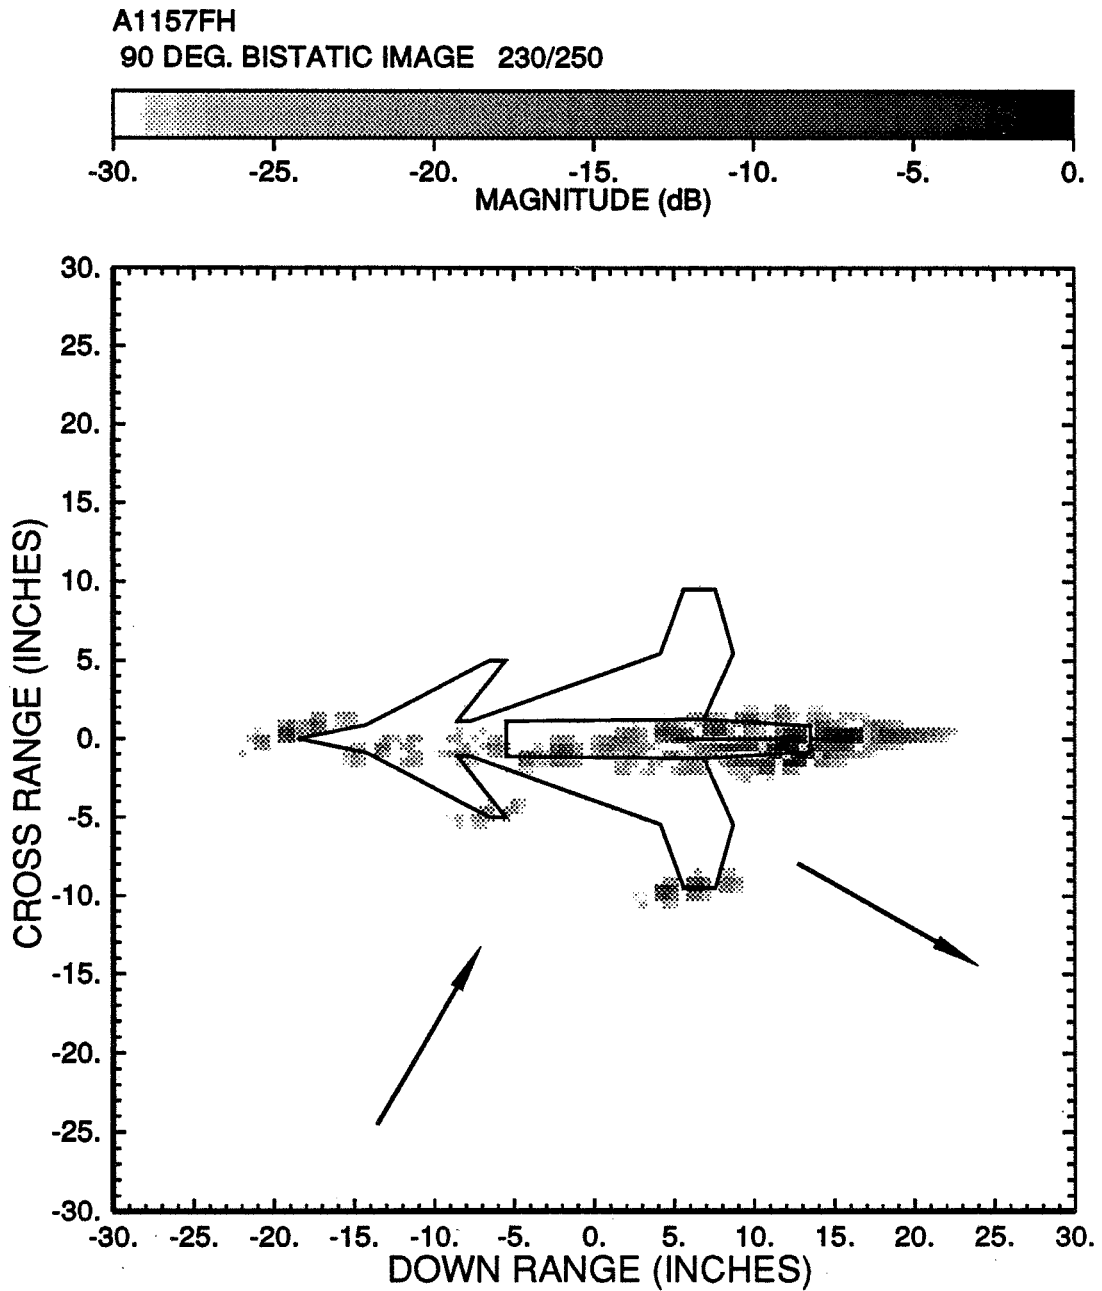 A1157FH
90 DEG. BISTATIC IMAGE 230/250
-30. -25. -20. -15. -10. -5. 0.
MAGNITUDE (dB)
30.
25.
20.
15.
10.
5.
0.
-5.
-10.
-15.
-20.
-25.
-30.
CROSS RANGE (INCHES)
-30. -25. -20. -15. -10. -5. 0. 5. 10. 15. 20. 25. 30.
DOWN RANGE (INCHES)